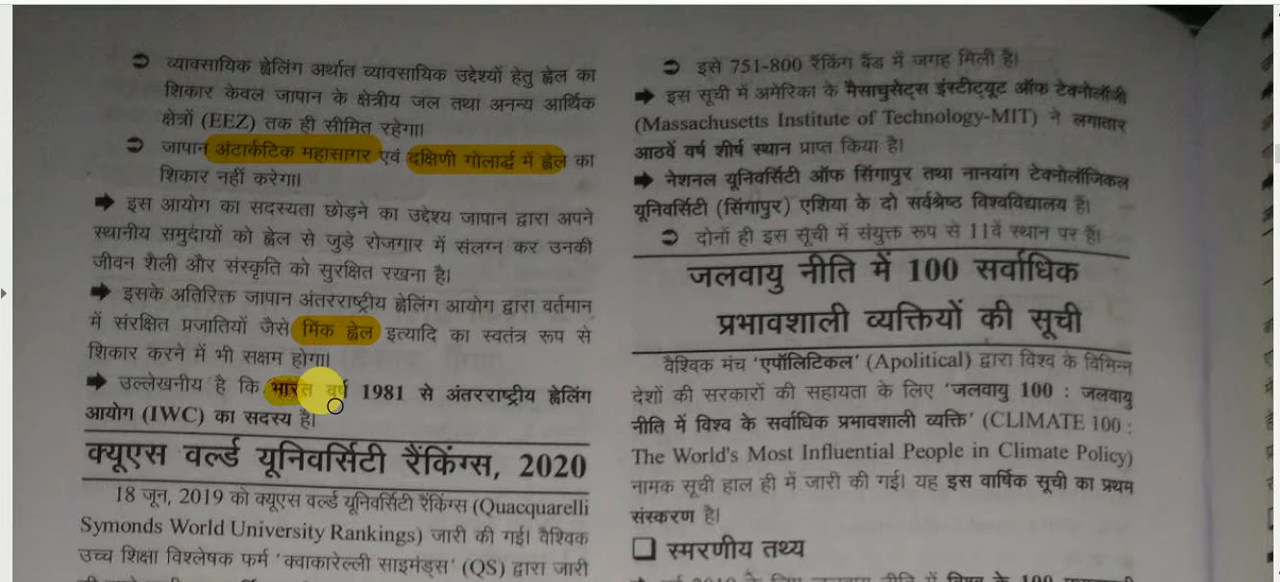 ➲ व्यावसायिक ह्वेलिंग अर्थात व्यावसायिक उद्देश्यों हेतु ह्वेल का
शिकार केवल जापान के क्षेत्रीय जल तथा अनन्य आर्थिक
क्षेत्रों (EEZ) तक ही सीमित रहेगा।
➲ जापान अंटार्कटिक महासागर एवं दक्षिणी गोलार्द्ध में ह्वेल का
शिकार नहीं करेगा।
➡ इस आयोग का सदस्यता छोड़ने का उद्देश्य जापान द्वारा अपने
स्थानीय समुदायों को ह्वेल से जुड़े रोजगार में संलग्न कर उनकी
जीवन शैली और संस्कृति को सुरक्षित रखना है।
➡ इसके अतिरिक्त जापान अंतरराष्ट्रीय ह्वेलिंग आयोग द्वारा वर्तमान
में संरक्षित प्रजातियों जैसे मिंक ह्वेल इत्यादि का स्वतंत्र रूप से
शिकार करने में भी सक्षम होगा।
➡ उल्लेखनीय है कि भारत वर्ष 1981 से अंतरराष्ट्रीय ह्वेलिंग
आयोग (IWC) का सदस्य है।
क्यूएस वर्ल्ड यूनिवर्सिटी रैंकिंग्स, 2020
18 जून, 2019 को क्यूएस वर्ल्ड यूनिवर्सिटी रैंकिंग्स (Quacquarelli
Symonds World University Rankings) जारी की गई। वैश्विक
उच्च शिक्षा विश्लेषक फर्म 'क्वाकारेल्ली साइमंड्स' (QS) द्वारा जारी
➲ इसे 751-800 रैंकिंग बैंड में जगह मिली है।
➡ इस सूची में अमेरिका के मैसाचुसेट्स इंस्टीट्यूट ऑफ टेक्नोलॉजी
(Massachusetts Institute of Technology-MIT) ने लगातार
आठवें वर्ष शीर्ष स्थान प्राप्त किया है।
➡ नेशनल यूनिवर्सिटी ऑफ सिंगापुर तथा नानयांग टेक्नोलॉजिकल
यूनिवर्सिटी (सिंगापुर) एशिया के दो सर्वश्रेष्ठ विश्वविद्यालय हैं।
➲ दोनों ही इस सूची में संयुक्त रूप से 11वें स्थान पर हैं।
जलवायु नीति में 100 सर्वाधिक
प्रभावशाली व्यक्तियों की सूची
वैश्विक मंच 'एपॉलिटिकल' (Apolitical) द्वारा विश्व के विभिन्न
देशों की सरकारों की सहायता के लिए 'जलवायु 100 : जलवायु
नीति में विश्व के सर्वाधिक प्रभावशाली व्यक्ति' (CLIMATE 100 :
The World's Most Influential People in Climate Policy)
नामक सूची हाल ही में जारी की गई। यह इस वार्षिक सूची का प्रथम
संस्करण है।
❑ स्मरणीय तथ्य